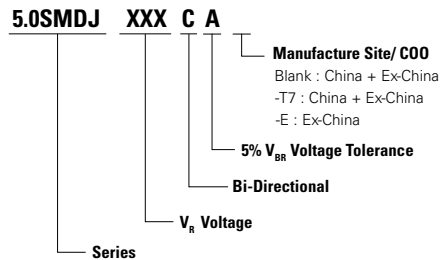 5.0SMDJ XXX C A
Manufacture Site/ COO
Blank : China + Ex-China
-T7 : China + Ex-China
-E : Ex-China
5% VBR Voltage Tolerance
Bi-Directional
VR Voltage
Series